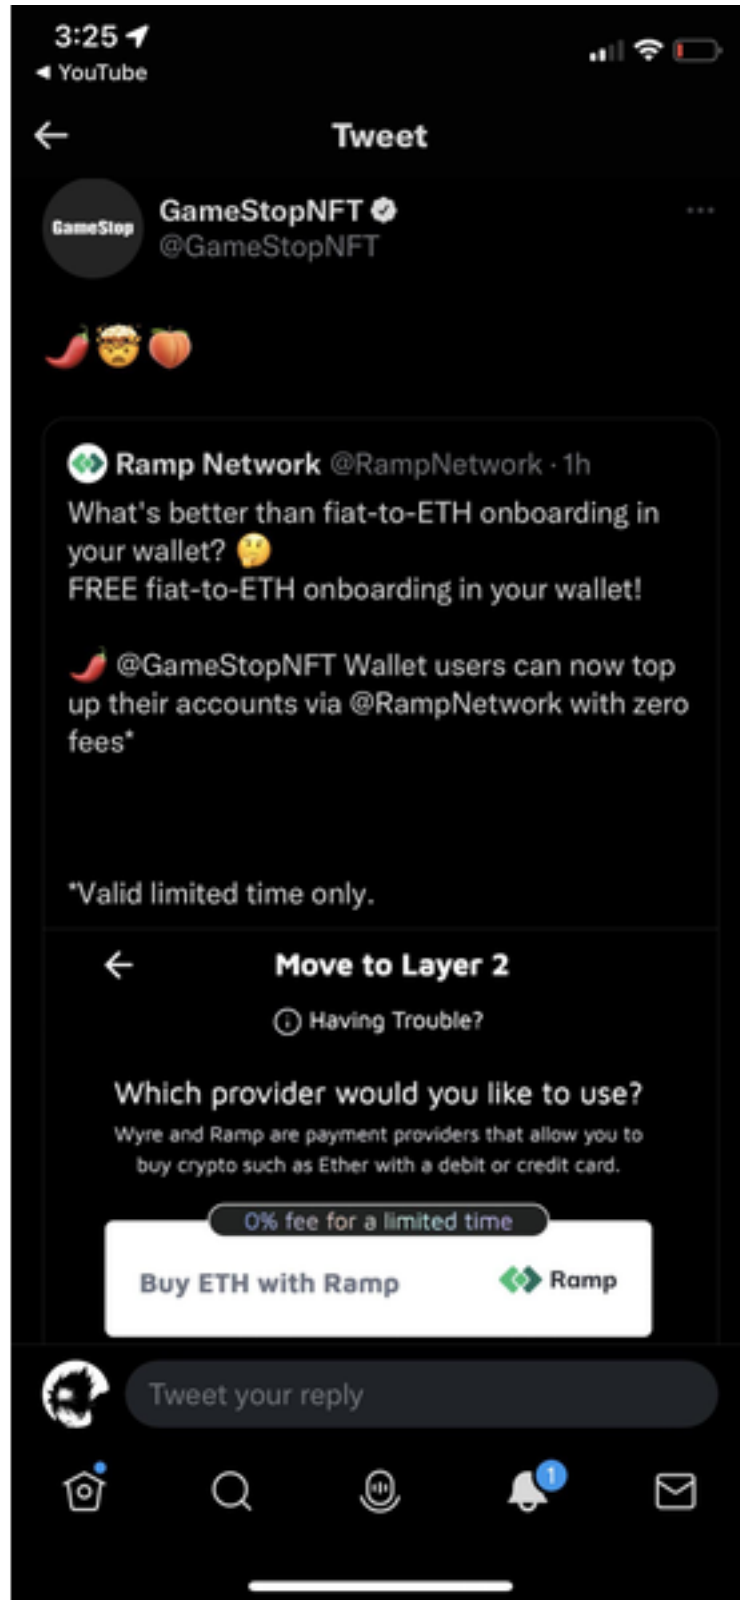 3:25
◀ YouTube
Tweet
GameStop
GameStopNFT
@GameStopNFT
🌶️🤯🍑
Ramp Network @RampNetwork · 1h
What's better than fiat-to-ETH onboarding in
your wallet? 🤔
FREE fiat-to-ETH onboarding in your wallet!
🌶️ @GameStopNFT Wallet users can now top
up their accounts via @RampNetwork with zero
fees*
*Valid limited time only.
Move to Layer 2
Having Trouble?
Which provider would you like to use?
Wyre and Ramp are payment providers that allow you to
buy crypto such as Ether with a debit or credit card.
0% fee for a limited time
Buy ETH with Ramp Ramp
Tweet your reply
1